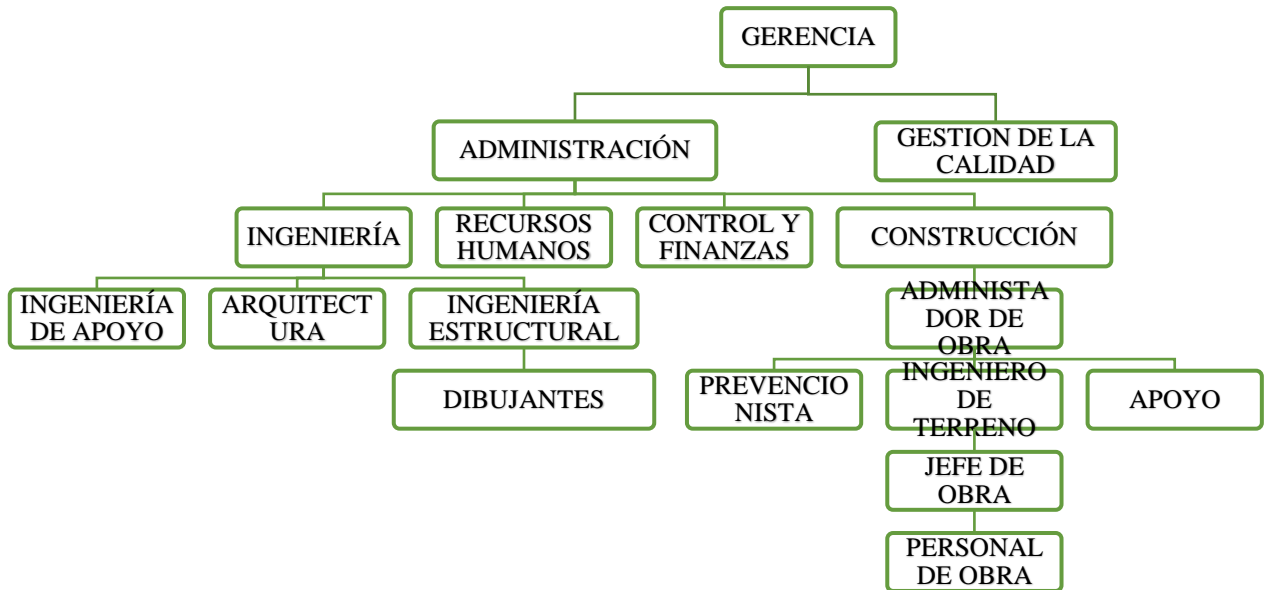 GERENCIA
ADMINISTRACIÓN
GESTION DE LA
CALIDAD
INGENIERÍA
RECURSOS
HUMANOS
CONTROL Y
FINANZAS
CONSTRUCCIÓN
INGENIERÍA
DE APOYO
ARQUITECT
URA
INGENIERÍA
ESTRUCTURAL
ADMINISTA
DOR DE
OBRA
DIBUJANTES
PREVENCIO
NISTA
INGENIERO
DE
TERRENO
APOYO
JEFE DE
OBRA
PERSONAL
DE OBRA